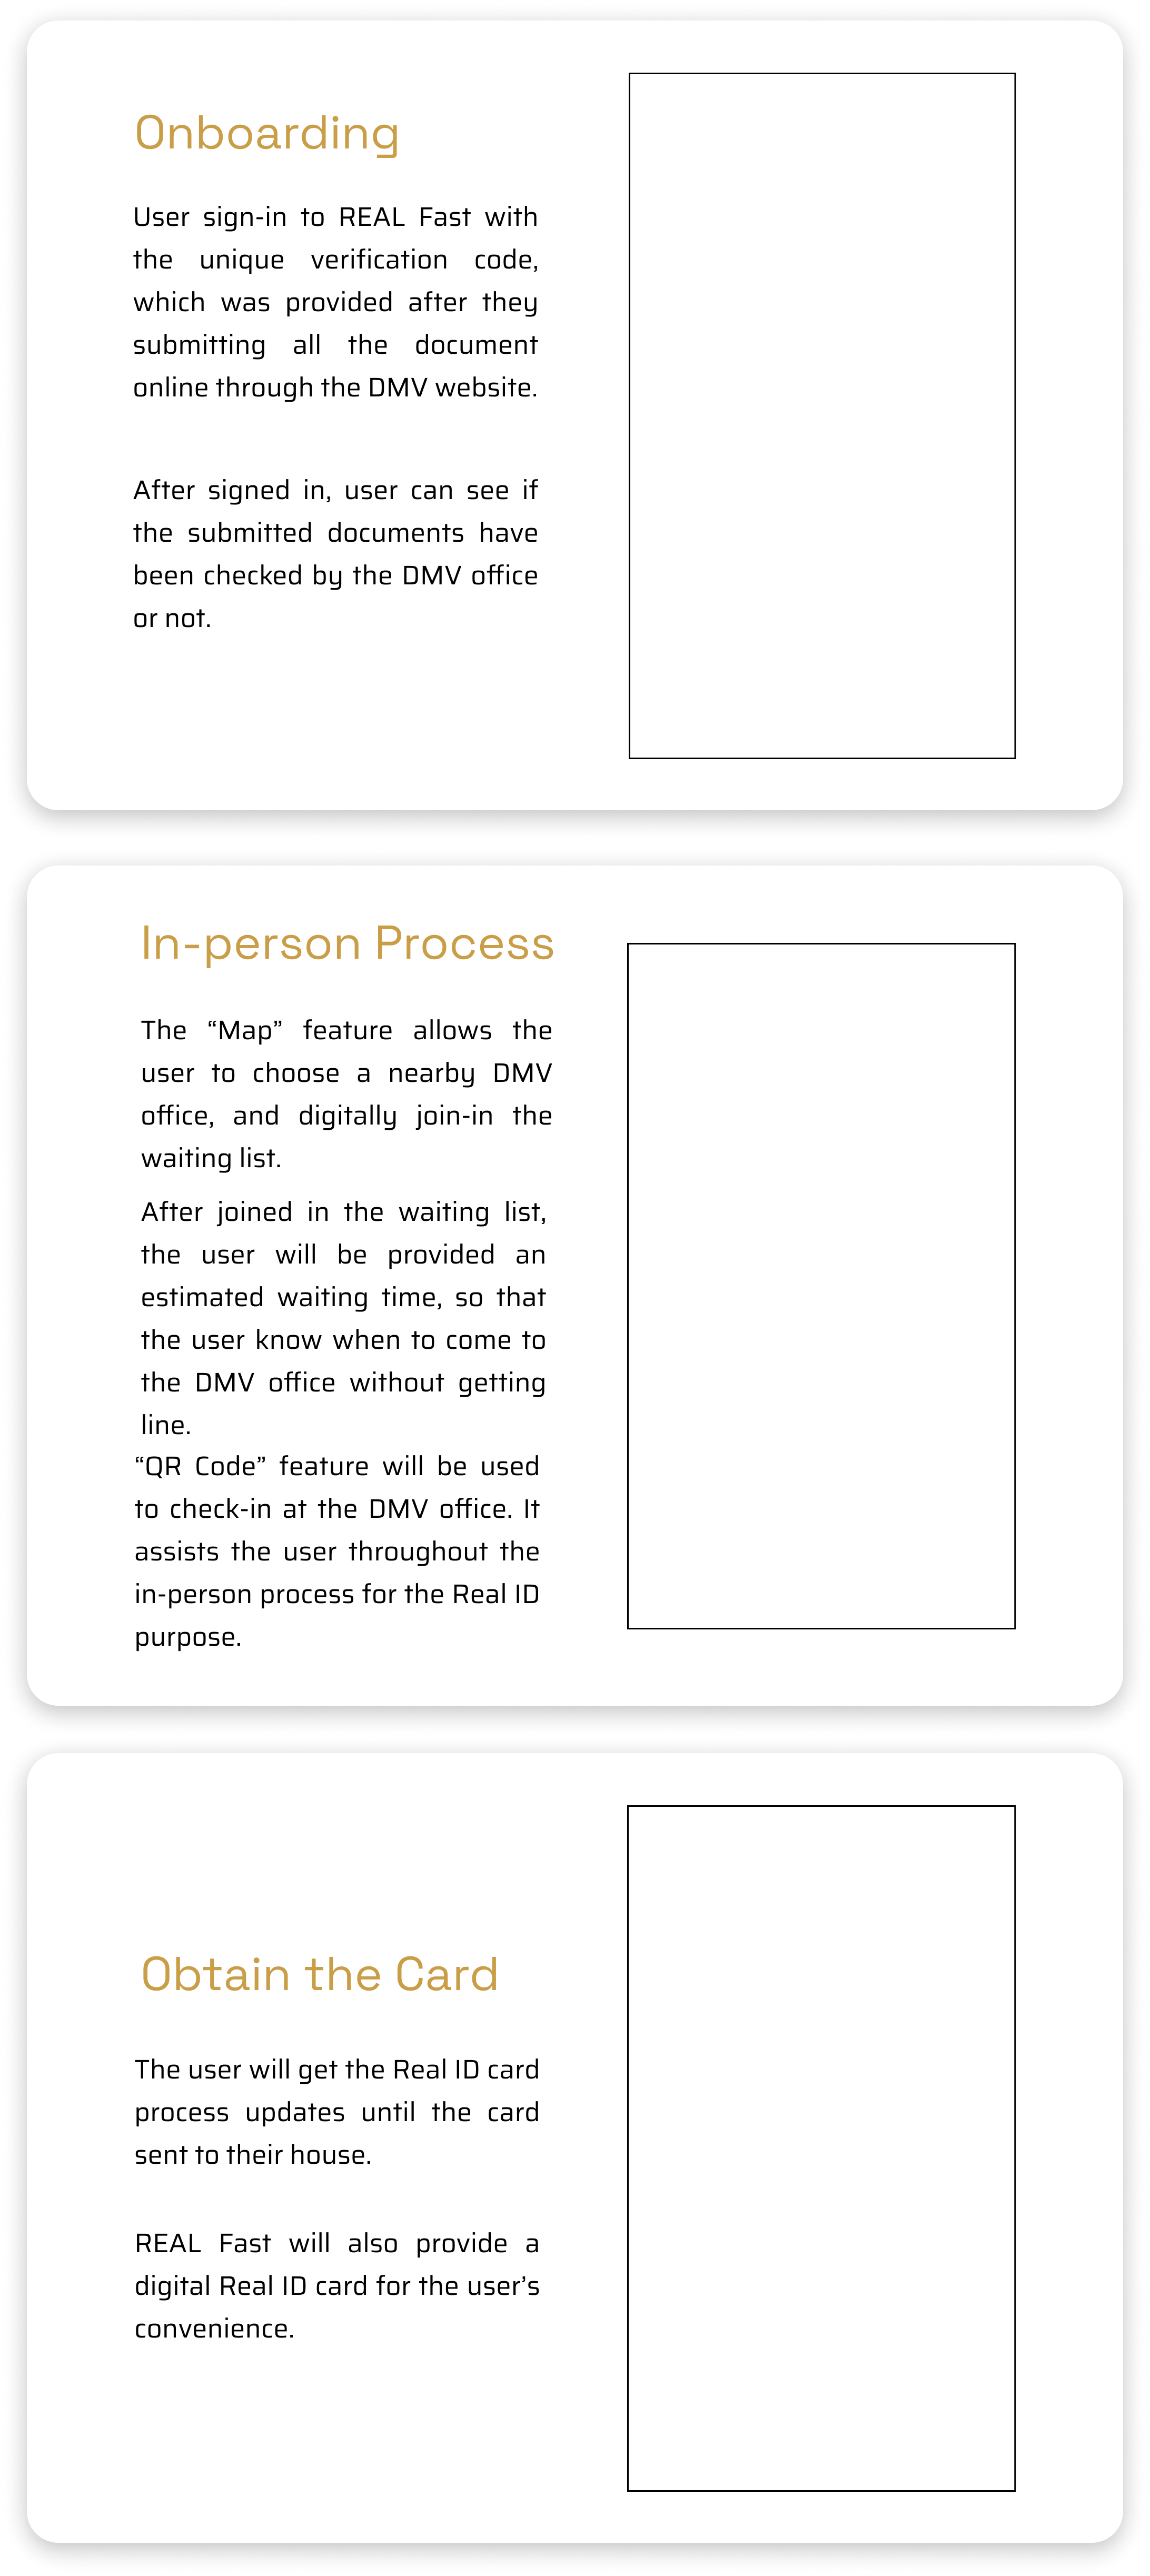 Onboarding
User sign-in to REAL Fast with
the unique verification code,
which was provided after they
submitting all the document
online through the DMV website.
After signed in, user can see if
the submitted documents have
been checked by the DMV office
or not.
In-person Process
The “Map” feature allows the
user to choose a nearby DMV
office, and digitally join-in the
waiting list.
After joined in the waiting list,
the user will be provided an
estimated waiting time, so that
the user know when to come to
the DMV office without getting
line.
“QR Code” feature will be used
to check-in at the DMV office. It
assists the user throughout the
in-person process for the Real ID
purpose.
Obtain the Card
The user will get the Real ID card
process updates until the card
sent to their house.
REAL Fast will also provide a
digital Real ID card for the user’s
convenience.